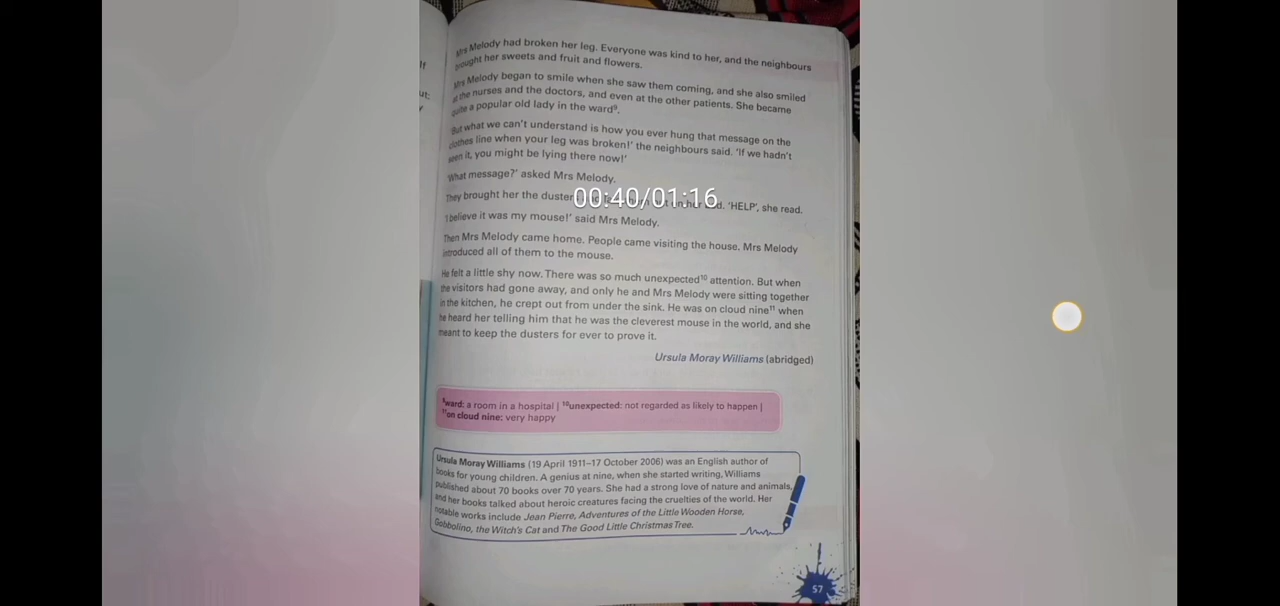 Mrs Melody had broken her leg. Everyone was kind to her, and the neighbours
brought her sweets and fruit and flowers.
Mrs Melody began to smile when she saw them coming, and she also smiled
at the nurses and the doctors, and even at the other patients. She became
quite a popular old lady in the ward⁹.
But what we can't understand is how you ever hung that message on the
clothes line when your leg was broken!' the neighbours said. 'If we hadn't
seen it, you might be lying there now!'
'What message?' asked Mrs Melody.
They brought her the duster 'HELP', she read.
00:40/01:16
'I believe it was my mouse!' said Mrs Melody.
Then Mrs Melody came home. People came visiting the house. Mrs Melody
introduced all of them to the mouse.
He felt a little shy now. There was so much unexpected¹⁰ attention. But when
the visitors had gone away, and only he and Mrs Melody were sitting together
in the kitchen, he crept out from under the sink. He was on cloud nine¹¹ when
he heard her telling him that he was the cleverest mouse in the world, and she
meant to keep the dusters for ever to prove it.
Ursula Moray Williams (abridged)
⁹ward: a room in a hospital | ¹⁰unexpected: not regarded as likely to happen |
¹¹on cloud nine: very happy
Ursula Moray Williams (19 April 1911–17 October 2006) was an English author of
books for young children. A genius at nine, when she started writing, Williams
published about 70 books over 70 years. She had a strong love of nature and animals,
and her books talked about heroic creatures facing the cruelties of the world. Her
notable works include Jean Pierre, Adventures of the Little Wooden Horse,
Gobbolino, the Witch's Cat and The Good Little Christmas Tree.
57